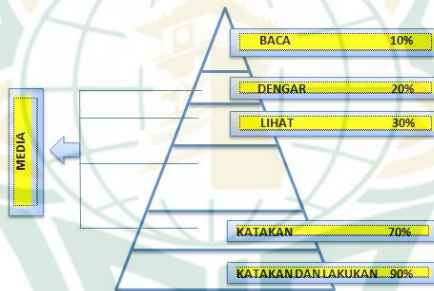 BACA 10%
DENGAR 20%
LIHAT 30%
MEDIA
KATAKAN 70%
KATAKAN DAN LAKUKAN 90%